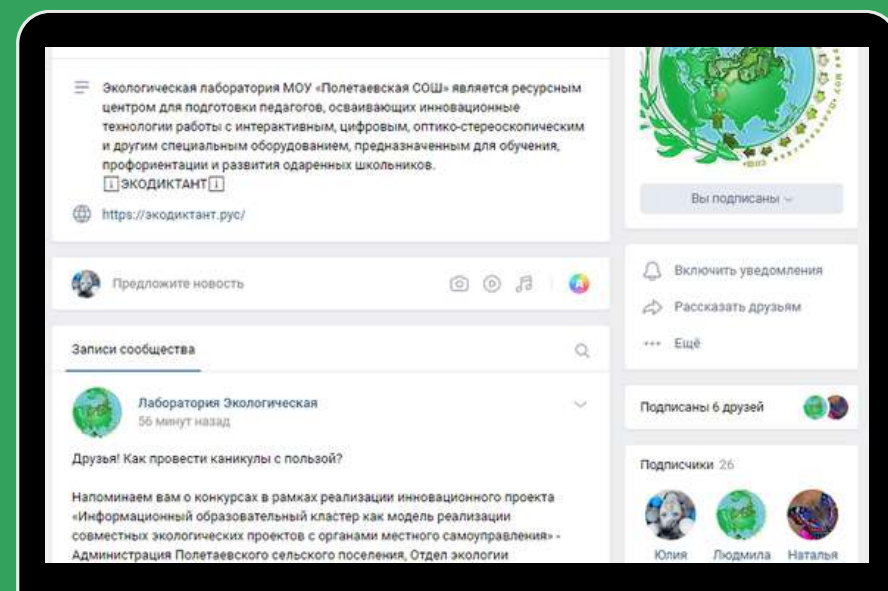 Экологическая лаборатория МОУ «Полетаевская СОШ» является ресурсным
центром для подготовки педагогов, осваивающих инновационные
технологии работы с интерактивным, цифровым, оптико-стереоскопическим
и другим специальным оборудованием, предназначенным для обучения,
профориентации и развития одаренных школьников.
ЭКОДИКТАНТ
https://экодиктант.рус/
Предложите новость
Записи сообщества
Лаборатория Экологическая
56 минут назад
Друзья! Как провести каникулы с пользой?
Напоминаем вам о конкурсах в рамках реализации инновационного проекта
«Информационный образовательный кластер как модель реализации
совместных экологических проектов с органами местного самоуправления» -
Администрация Полетаевского сельского поселения, Отдел экологии
Вы подписаны
Включить уведомления
Рассказать друзьям
Ещё
Подписаны 6 друзей
Подписчики 26
Юлия Людмила Наталья